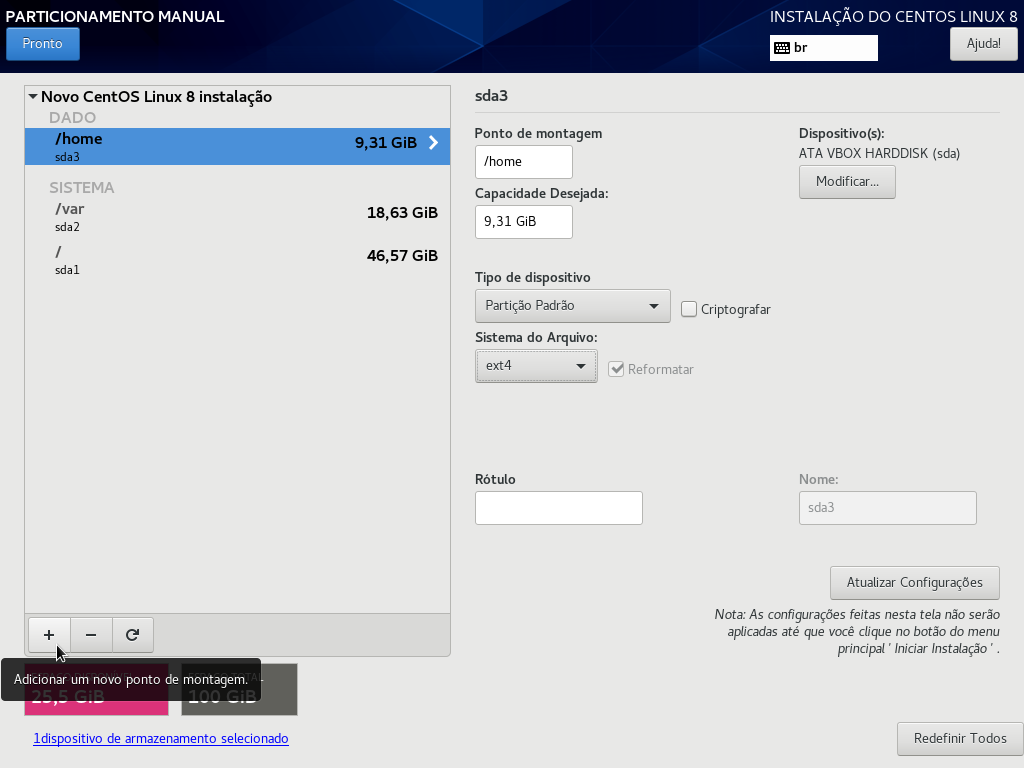 PARTICIONAMENTO MANUAL
INSTALAÇÃO DO CENTOS LINUX 8
Pronto
br
Ajuda!
Novo CentOS Linux 8 instalação
DADO
/home
9,31 GiB
sda3
SISTEMA
/var
18,63 GiB
sda2
/
46,57 GiB
sda1
sda3
Ponto de montagem
Dispositivo(s):
/home
ATA VBOX HARDDISK (sda)
Modificar...
Capacidade Desejada:
9,31 GiB
Tipo de dispositivo
Partição Padrão
Criptografar
Sistema do Arquivo:
ext4
Reformatar
Rótulo
Nome:
sda3
Atualizar Configurações
Nota: As configurações feitas nesta tela não serão
aplicadas até que você clique no botão do menu
principal ' Iniciar Instalação ' .
Adicionar um novo ponto de montagem.
25,5 GiB
100 GiB
1dispositivo de armazenamento selecionado
Redefinir Todos